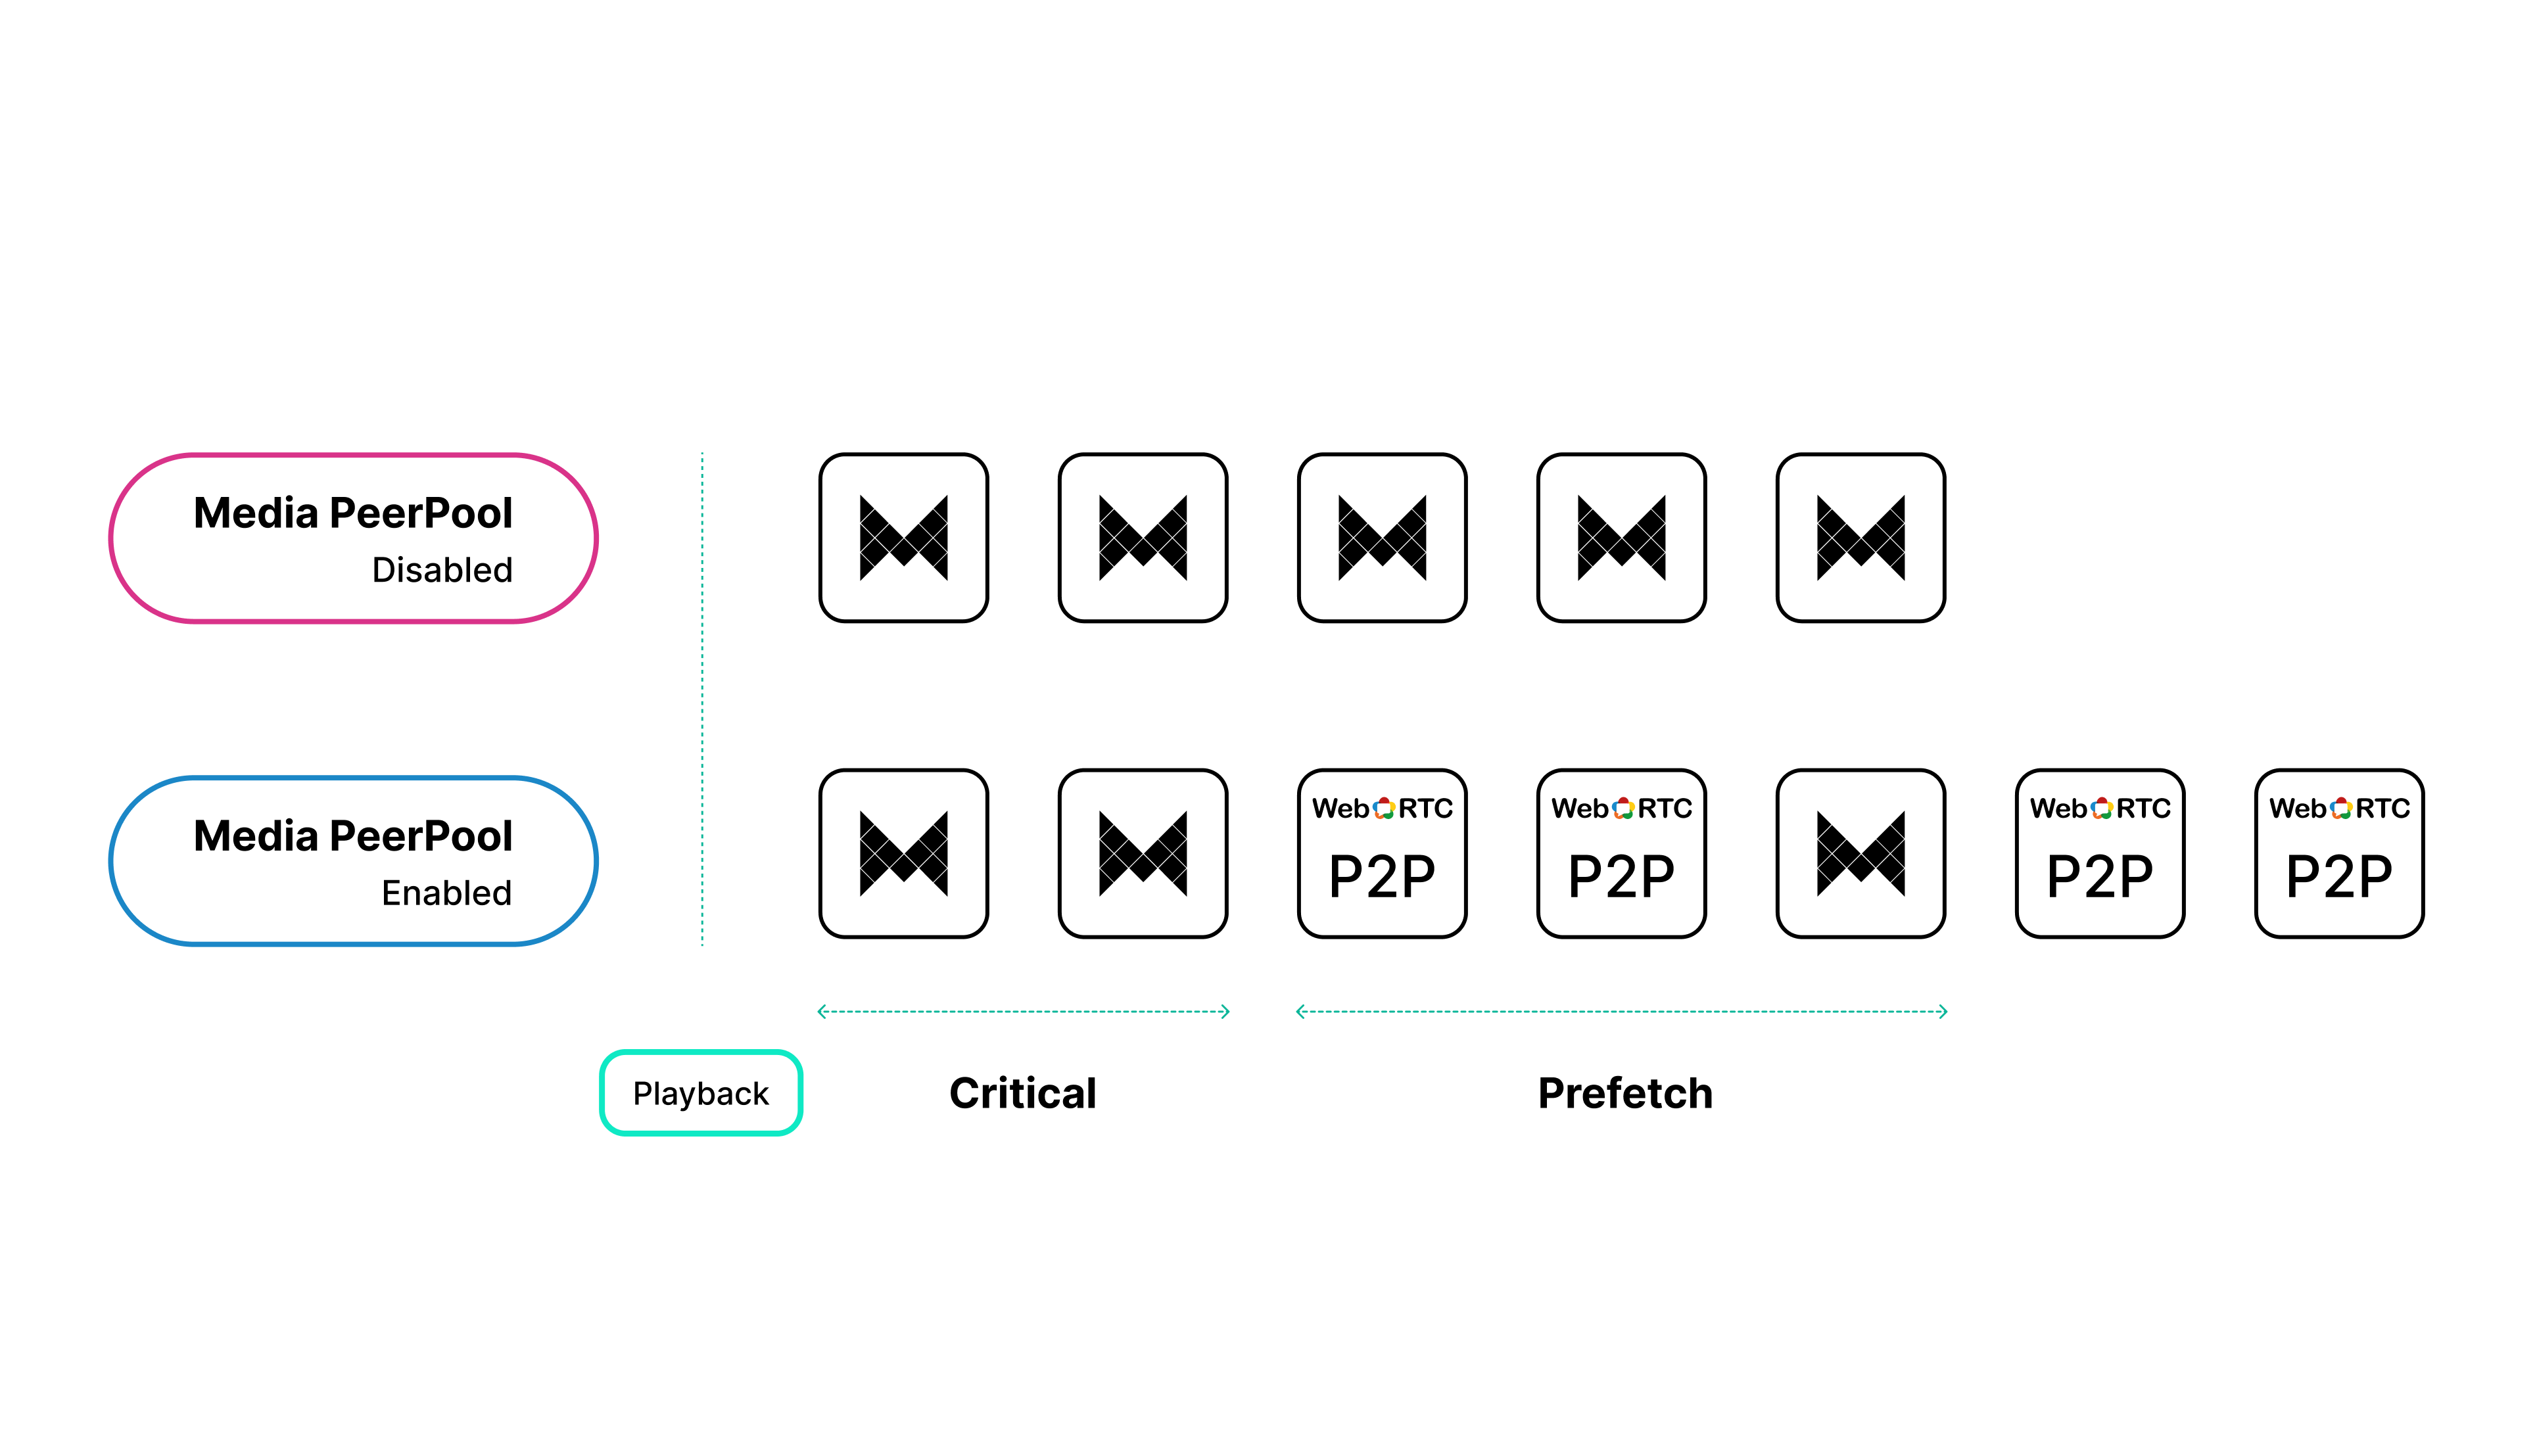 Media PeerPool
Disabled
Media PeerPool
Enabled
WebRTC
P2P
WebRTC
P2P
WebRTC
P2P
WebRTC
P2P
Playback
Critical
Prefetch